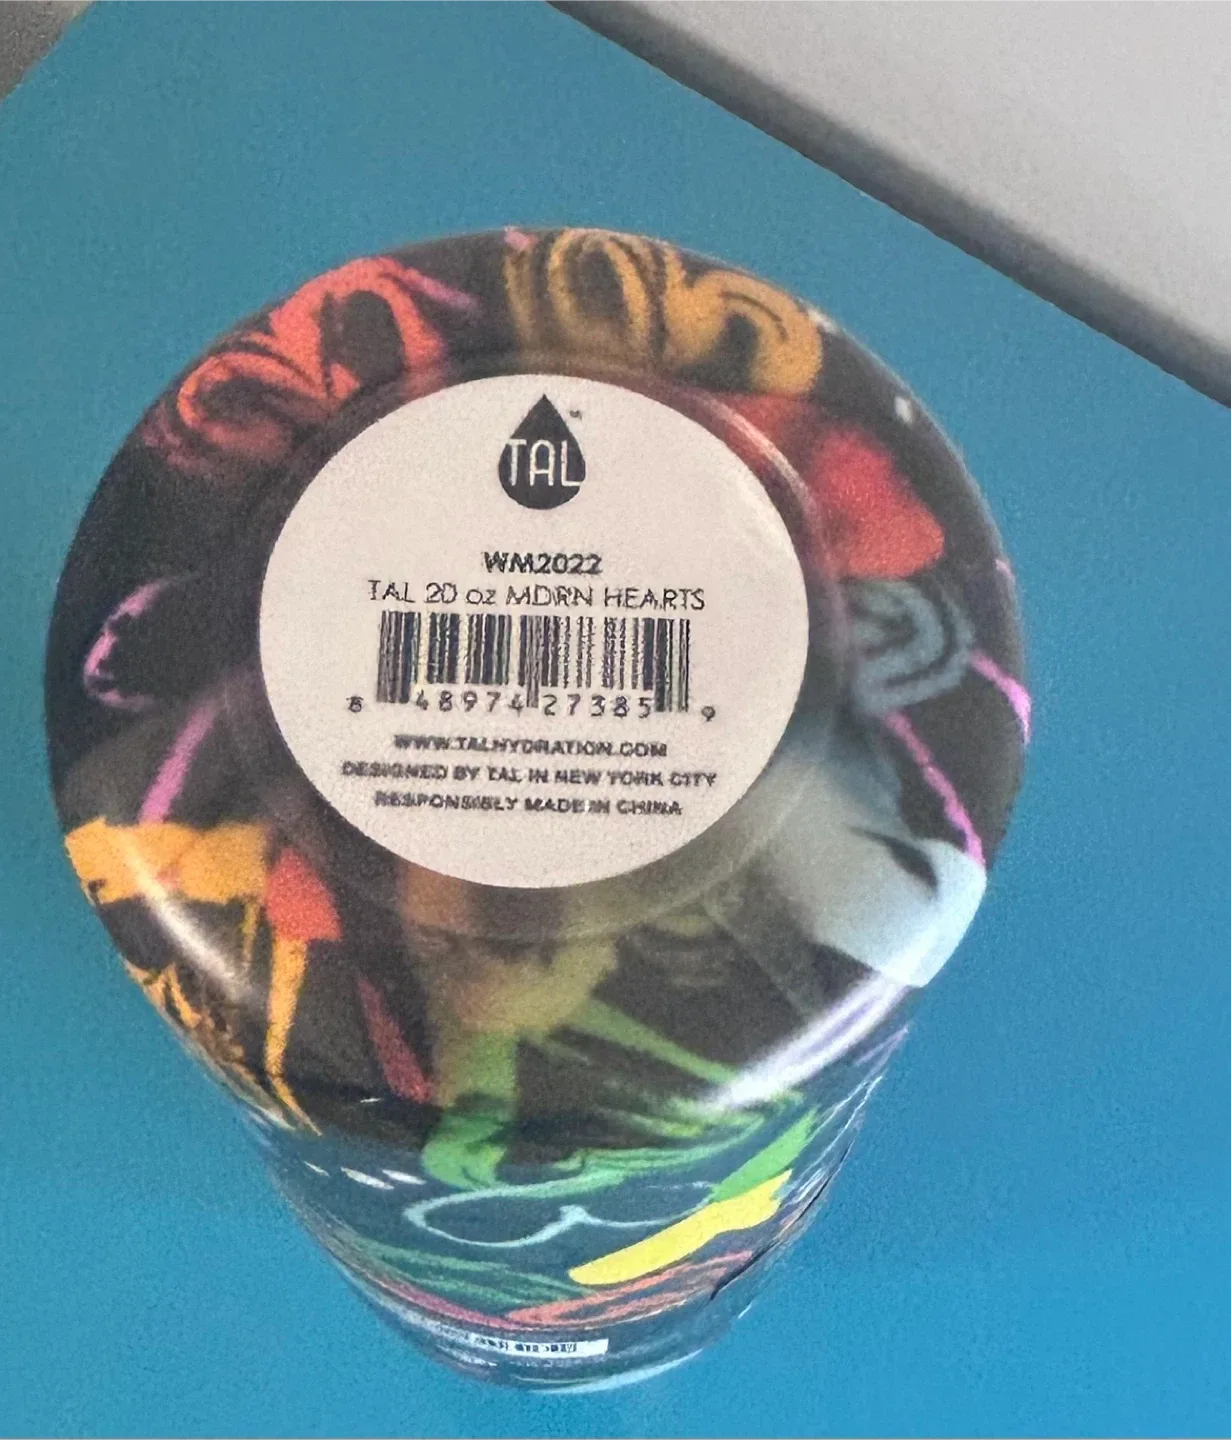 TAL™
WM2022
TAL 20 oz MDRN HEARTS
8 48974 27385 9
WWW.TALHYDRATION.COM
DESIGNED BY TAL IN NEW YORK CITY
RESPONSIBLY MADE IN CHINA